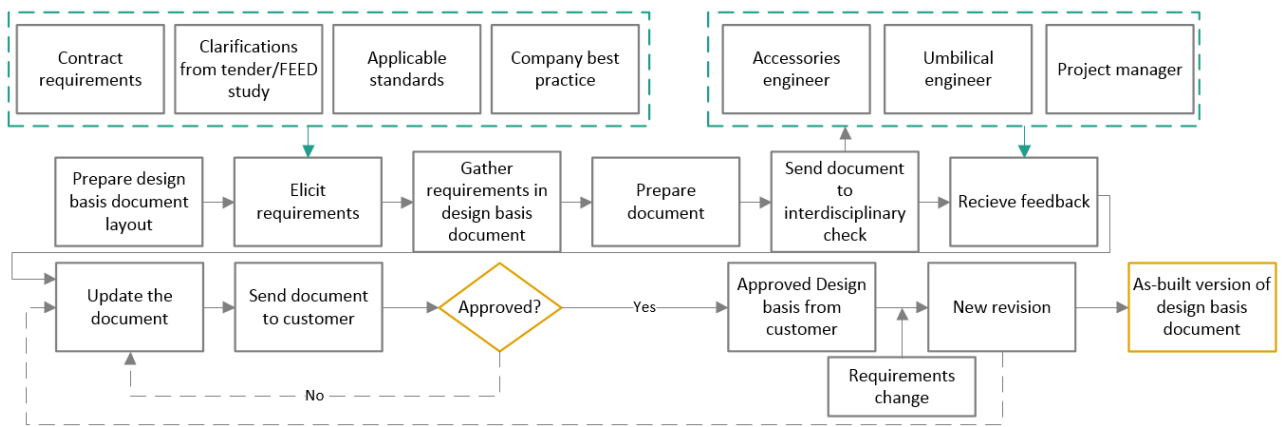 Contract
requirements
Clarifications
from tender/FEED
study
Applicable
standards
Company best
practice
Accessories
engineer
Umbilical
engineer
Project manager
Prepare design
basis document
layout
Elicit
requirements
Gather
requirements in
design basis
document
Prepare
document
Send document
to
interdisciplinary
check
Recieve feedback
Update the
document
Send document
to customer
Approved?
Yes
Approved Design
basis from
customer
New revision
As-built version of
design basis
document
No
Requirements
change